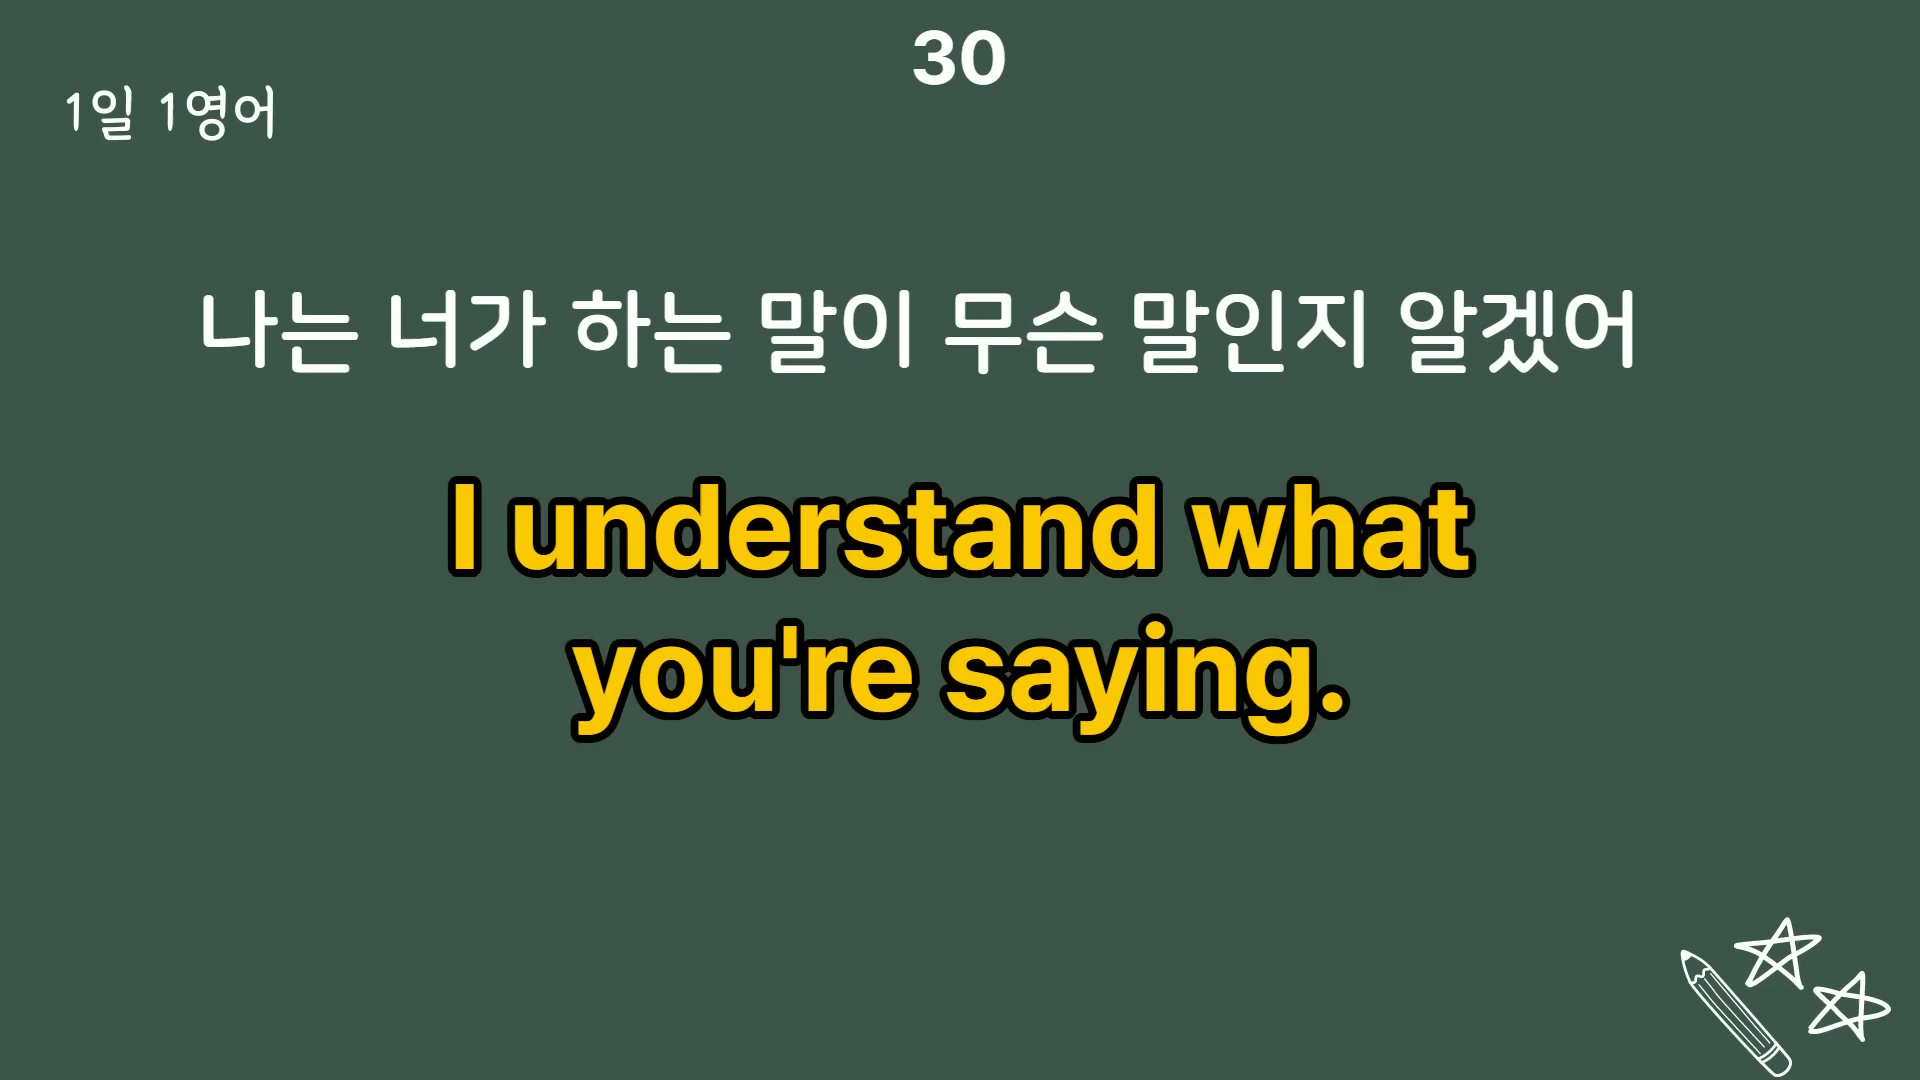 30
1일 1영어
나는 너가 하는 말이 무슨 말인지 알겠어
I understand what
you're saying.